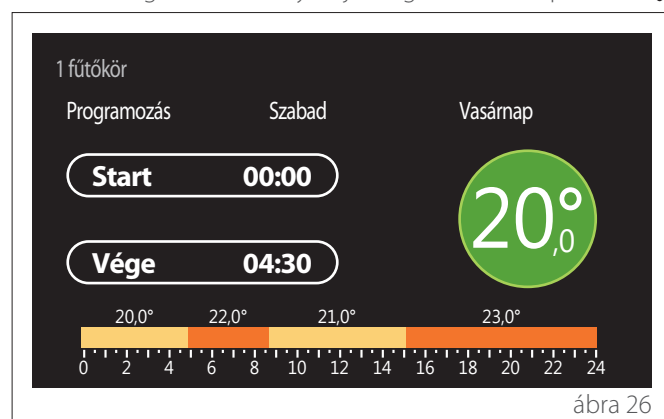 1 fűtőkör
Programozás Szabad Vasárnap
Start 00:00
20,0°
Vége 04:30
20,0° 22,0° 21,0° 23,0°
0 2 4 6 8 10 12 14 16 18 20 22 24
ábra 26